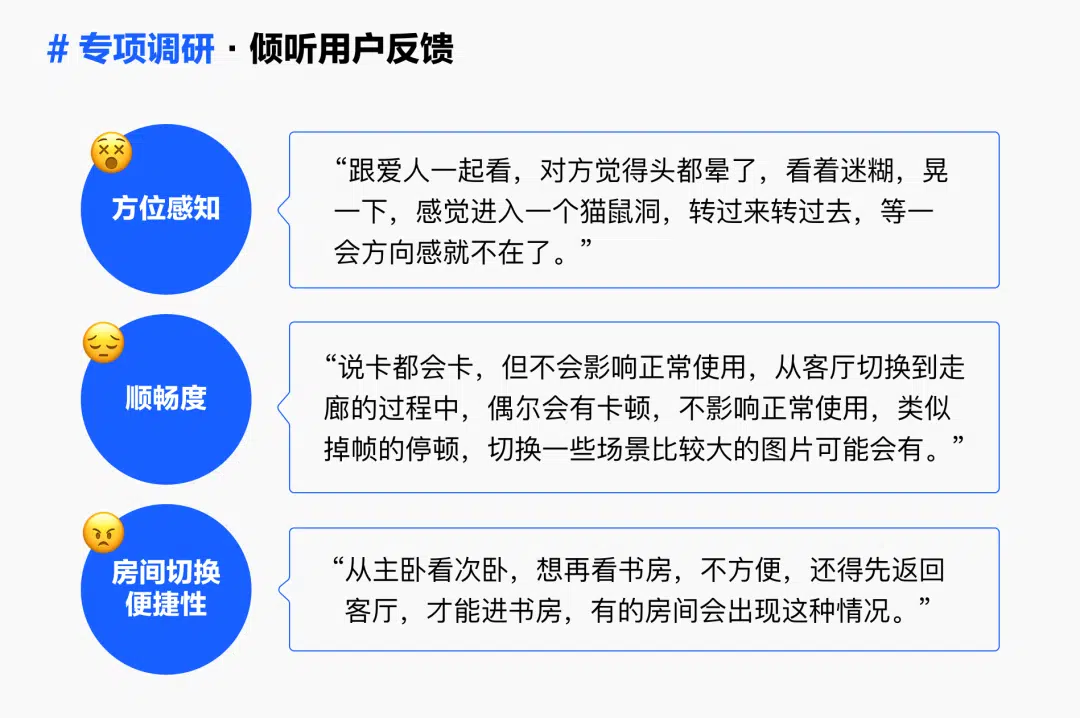 # 专项调研 · 倾听用户反馈
方位感知
“跟爱人一起看，对方觉得头都晕了，看着迷糊，晃
一下，感觉进入一个猫鼠洞，转过来转过去，等一
会方向感就不在了。”
顺畅度
“说卡都会卡，但不会影响正常使用，从客厅切换到走
廊的过程中，偶尔会有卡顿，不影响正常使用，类似
掉帧的停顿，切换一些场景比较大的图片可能会有。”
房间切换
便捷性
“从主卧看次卧，想再看书房，不方便，还得先返回
客厅，才能进书房，有的房间会出现这种情况。”